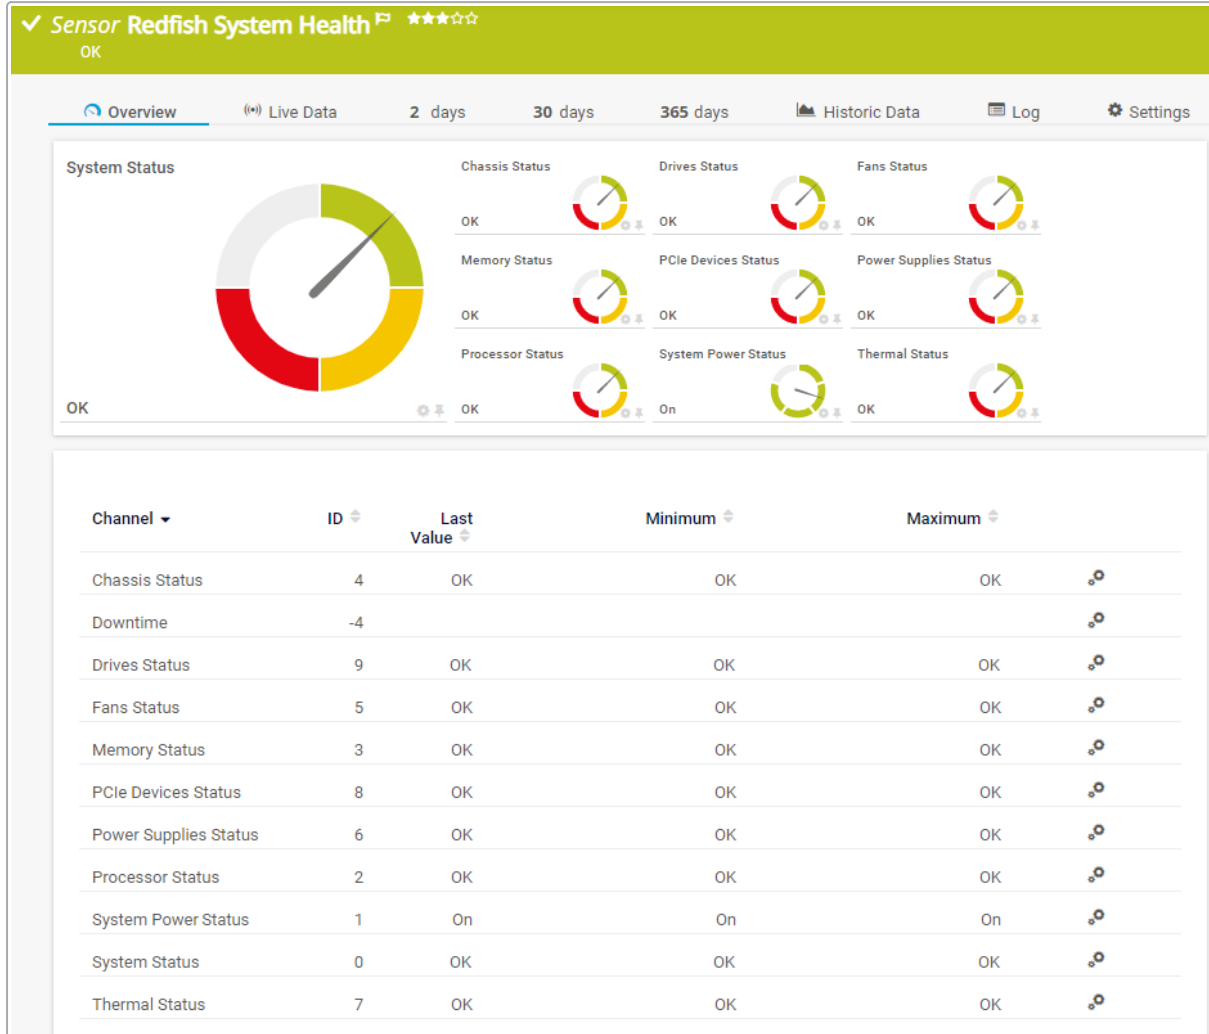 Sensor Redfish System Health
OK
Overview Live Data 2 days 30 days 365 days Historic Data Log Settings
System Status
OK
Chassis Status
OK
Drives Status
OK
Fans Status
OK
Memory Status
OK
PCIe Devices Status
OK
Power Supplies Status
OK
Processor Status
OK
System Power Status
On
Thermal Status
OK
Channel ID Last Value Minimum Maximum
Chassis Status 4 OK OK OK
Downtime -4
Drives Status 9 OK OK OK
Fans Status 5 OK OK OK
Memory Status 3 OK OK OK
PCIe Devices Status 8 OK OK OK
Power Supplies Status 6 OK OK OK
Processor Status 2 OK OK OK
System Power Status 1 On On On
System Status 0 OK OK OK
Thermal Status 7 OK OK OK